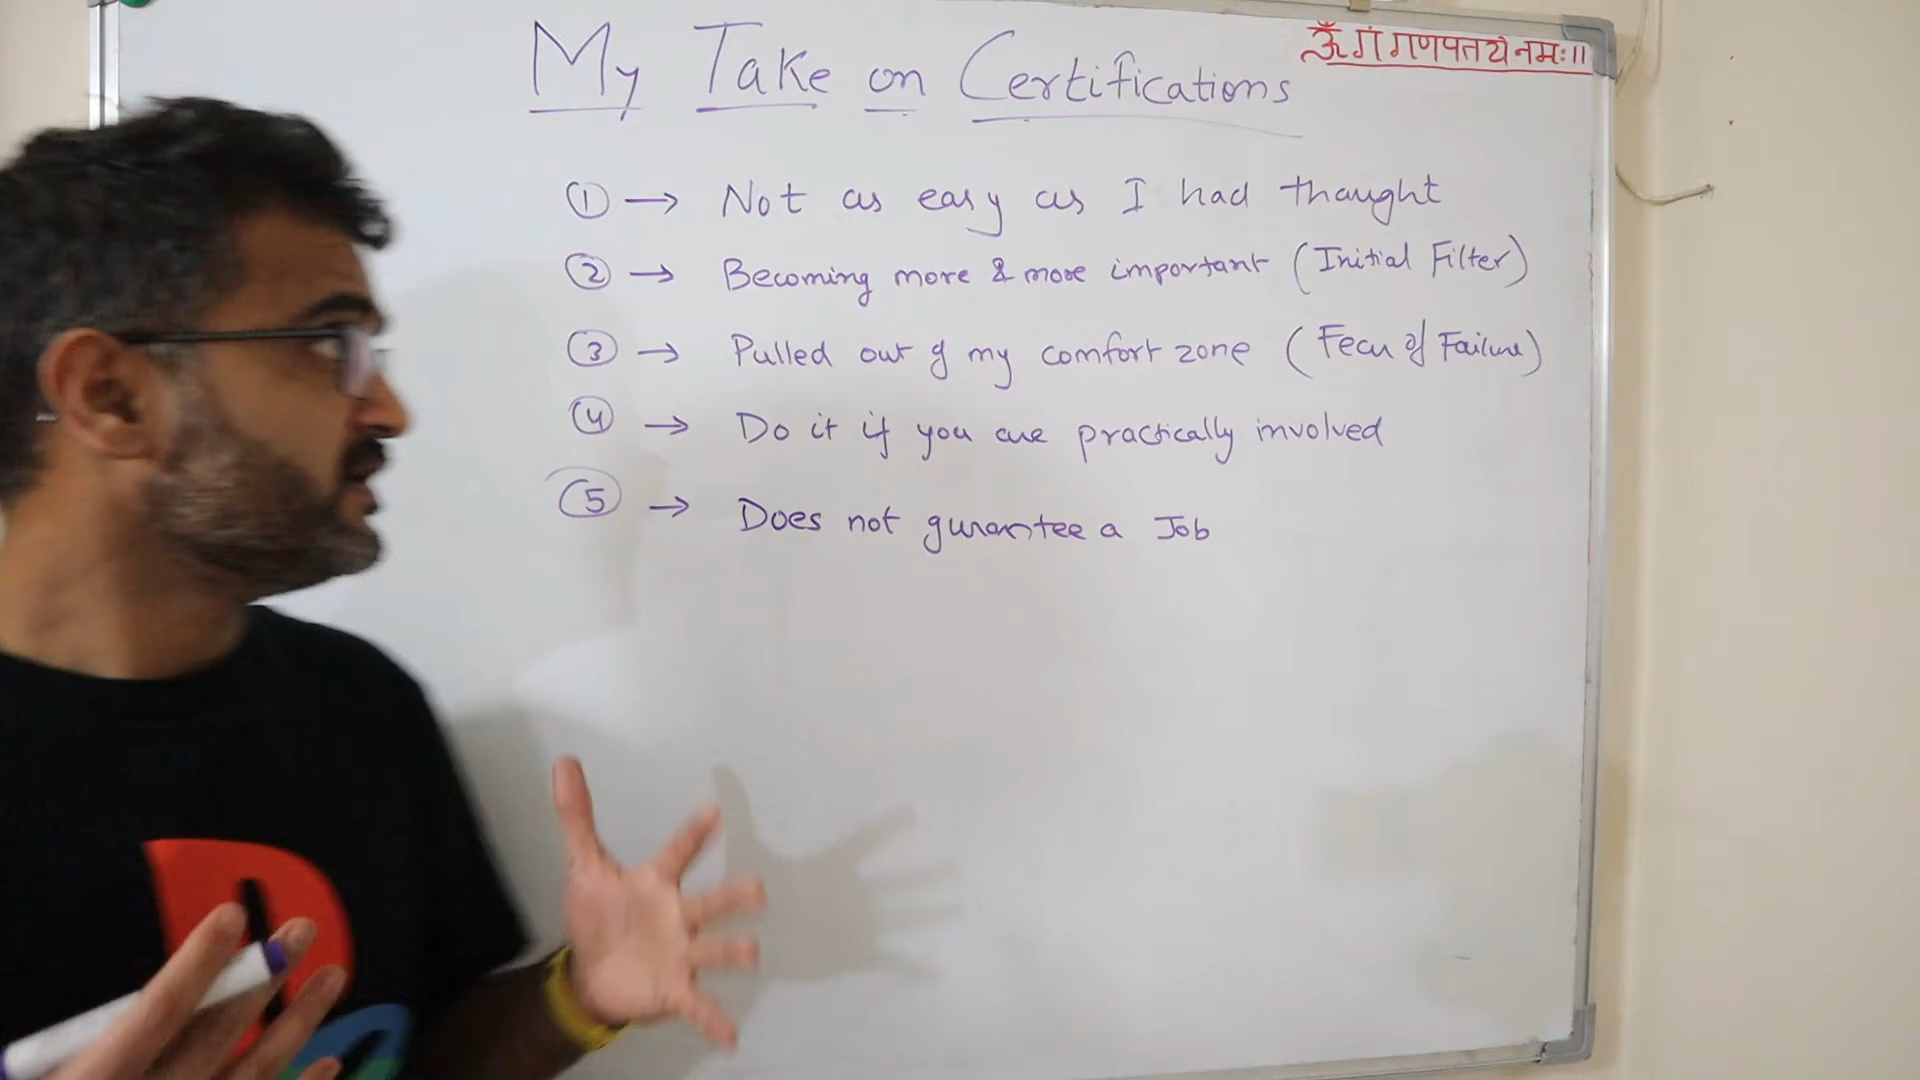 My Take on Certifications
ॐ गं गणपतये नमः॥
① → Not as easy as I had thaught
② → Becoming more & more important (Initial Filter)
③ → Pulled out of my comfort zone (Fear of Failure)
④ → Do it if you are practically involved
⑤ → Does not gurantee a Job